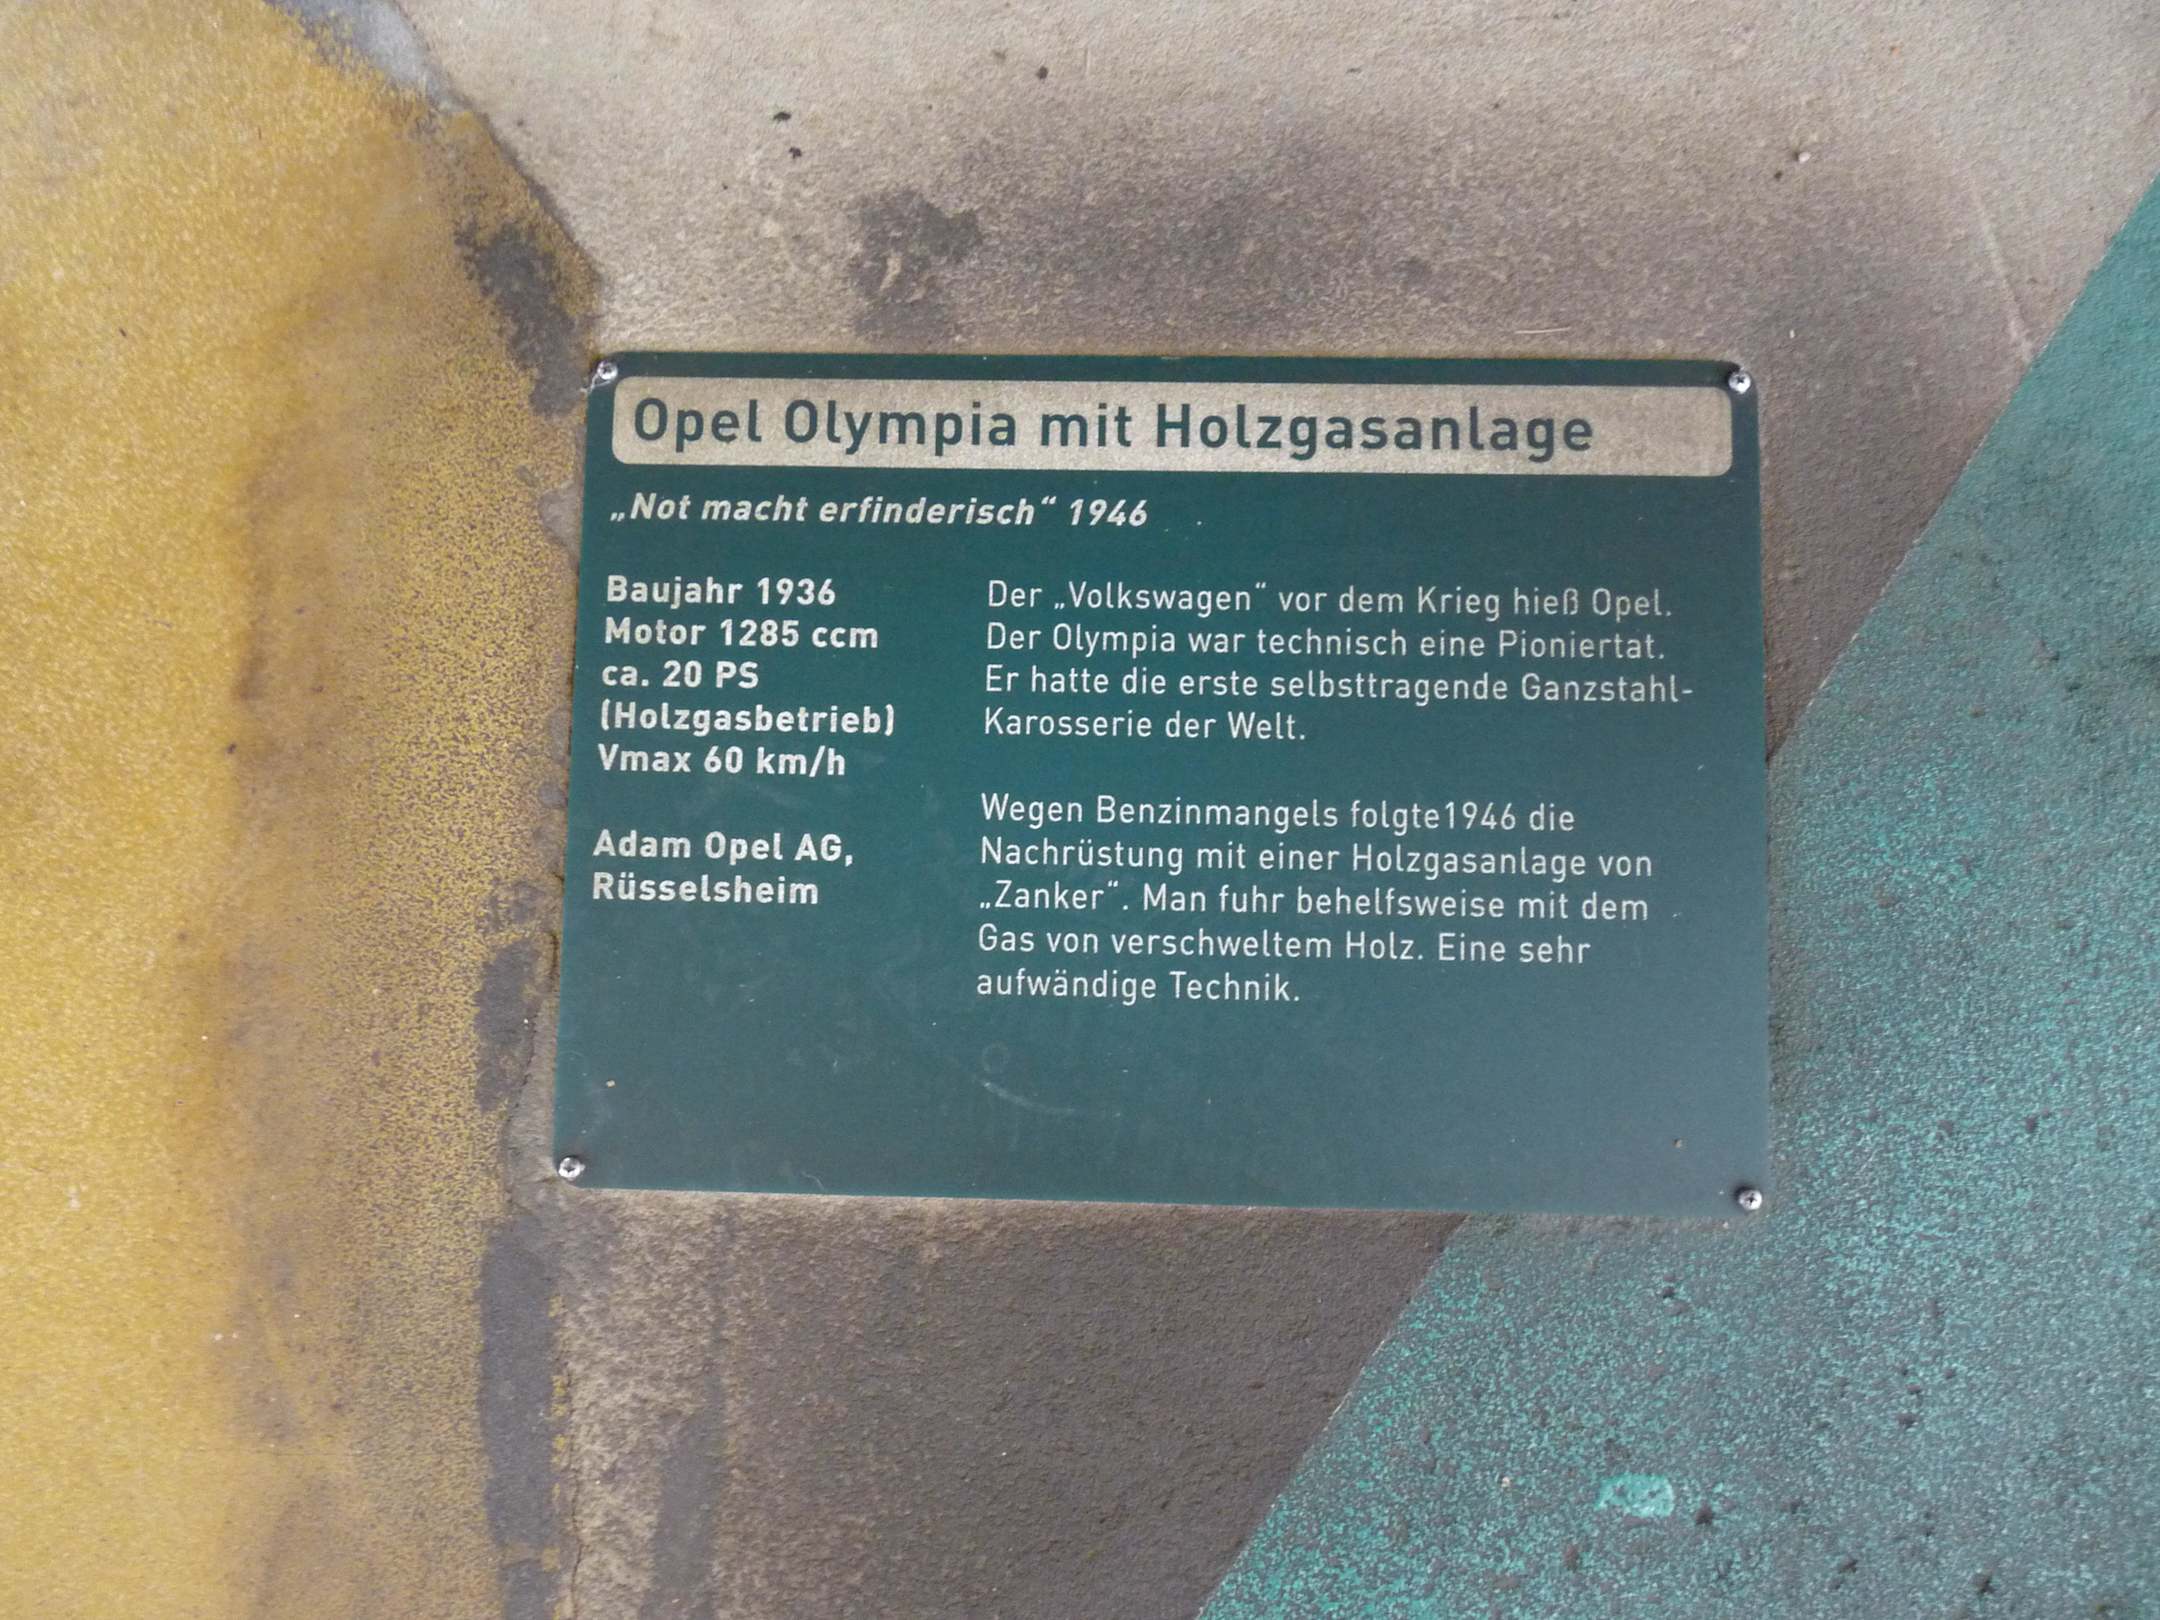 Opel Olympia mit Holzgasanlage
„Not macht erfinderisch“ 1946
Baujahr 1936
Motor 1285 ccm
ca. 20 PS
(Holzgasbetrieb)
Vmax 60 km/h
Adam Opel AG,
Rüsselsheim
Der „Volkswagen“ vor dem Krieg hieß Opel.
Der Olympia war technisch eine Pioniertat.
Er hatte die erste selbsttragende Ganzstahl-
Karosserie der Welt.
Wegen Benzinmangels folgte1946 die
Nachrüstung mit einer Holzgasanlage von
„Zanker“. Man fuhr behelfsweise mit dem
Gas von verschweltem Holz. Eine sehr
aufwändige Technik.